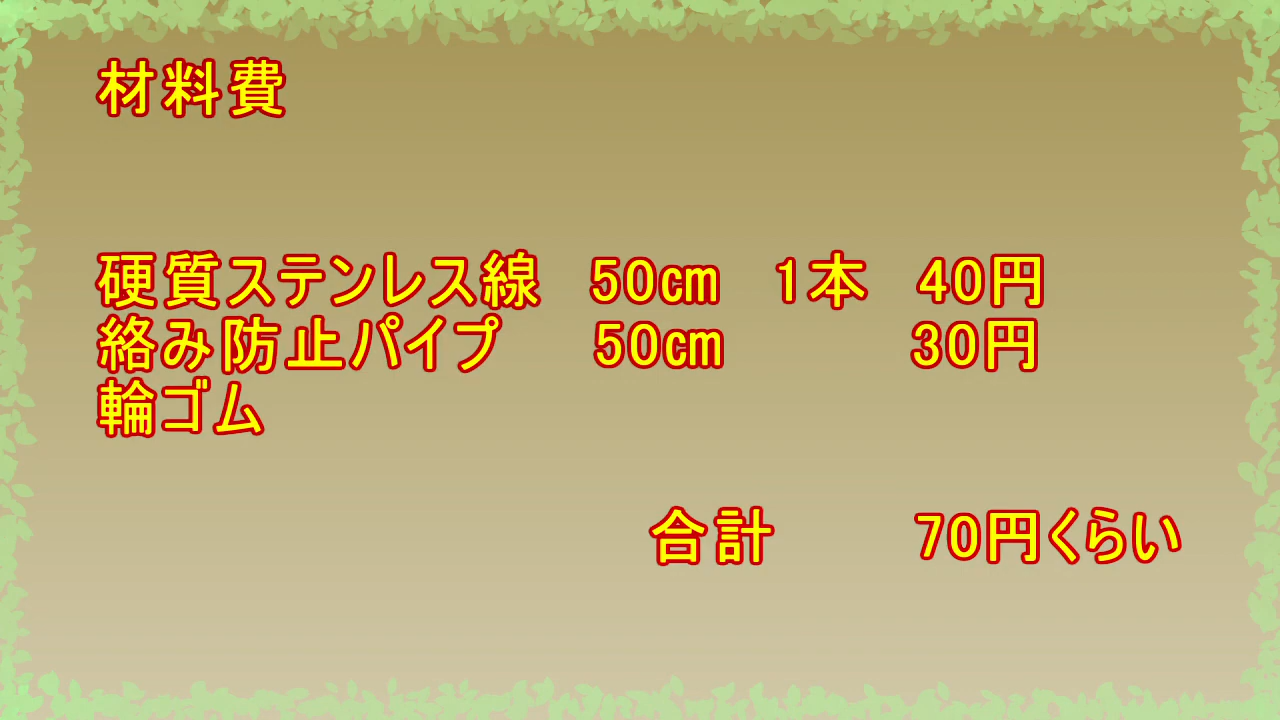 材料費
硬質ステンレス線　50㎝　1本　40円
絡み防止パイプ　　50㎝　　　　30円
輪ゴム
合計　　　70円くらい